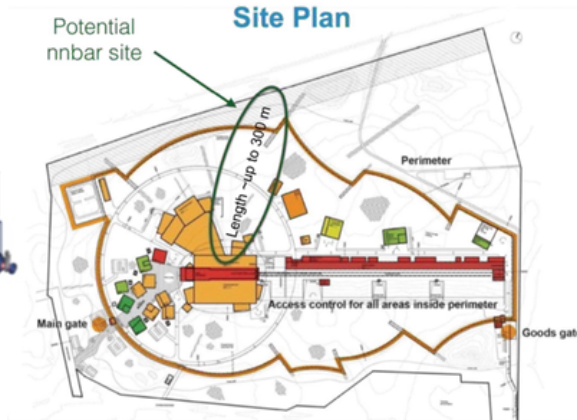 Site Plan
Potential
nnbar site
Length ~up to 300 m
Perimeter
Access control for all areas inside perimeter
Main gate
Goods gate